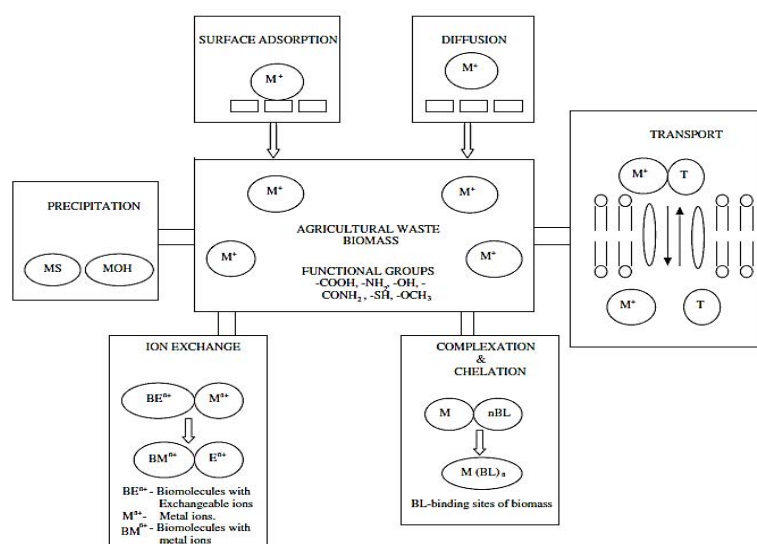 SURFACE ADSORPTION
M⁺
DIFFUSION
M⁺
TRANSPORT
M⁺
T
M⁺
T
PRECIPITATION
MS
MOH
M⁺
M⁺
M⁺
M⁺
AGRICULTURAL WASTE
BIOMASS
FUNCTIONAL GROUPS
-COOH, -NH₂, -OH, -
CONH₂ , -SH, -OCH₃
ION EXCHANGE
BEⁿ⁺
Mⁿ⁺
BMⁿ⁺
Eⁿ⁺
BEⁿ⁺- Biomolecules with
Exchangeable ions
Mⁿ⁺- Metal ions.
BMⁿ⁺- Biomolecules with
metal ions
COMPLEXATION
&
CHELATION
M
nBL
M (BL)ₐ
BL-binding sites of biomass